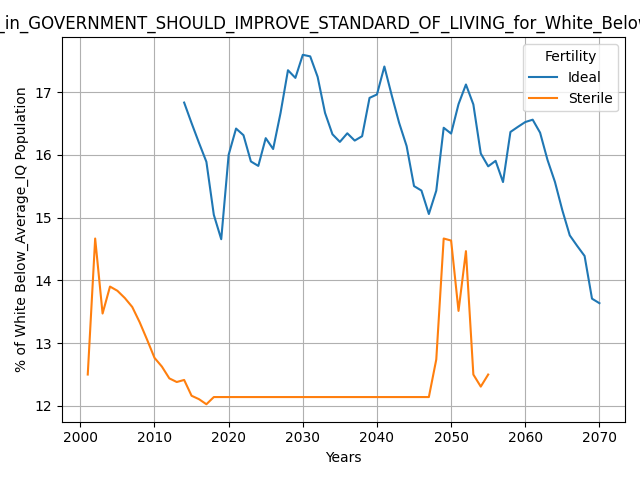 _in_GOVERNMENT_SHOULD_IMPROVE_STANDARD_OF_LIVING_for_White_Below
Fertility
Ideal
Sterile
% of White Below_Average_IQ Population
17
16
15
14
13
12
2000 2010 2020 2030 2040 2050 2060 2070
Years